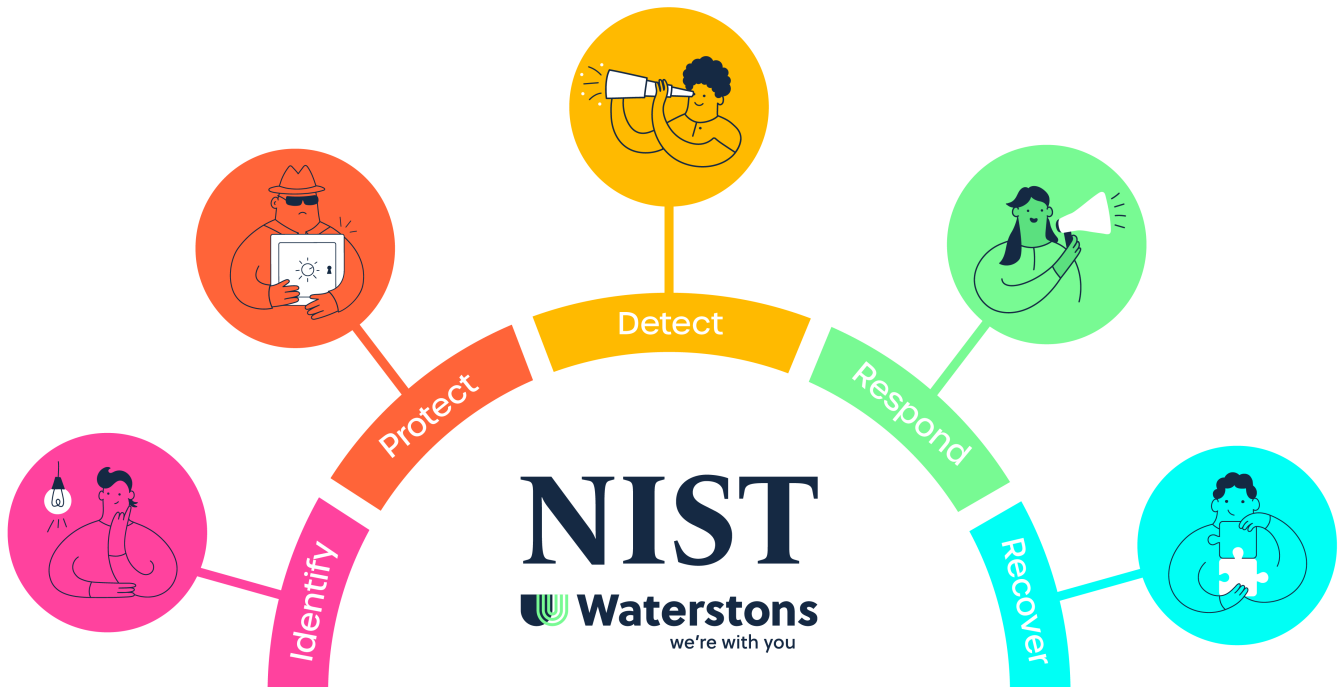 Identify
Protect
Detect
Respond
Recover
NIST
Waterstons
we're with you